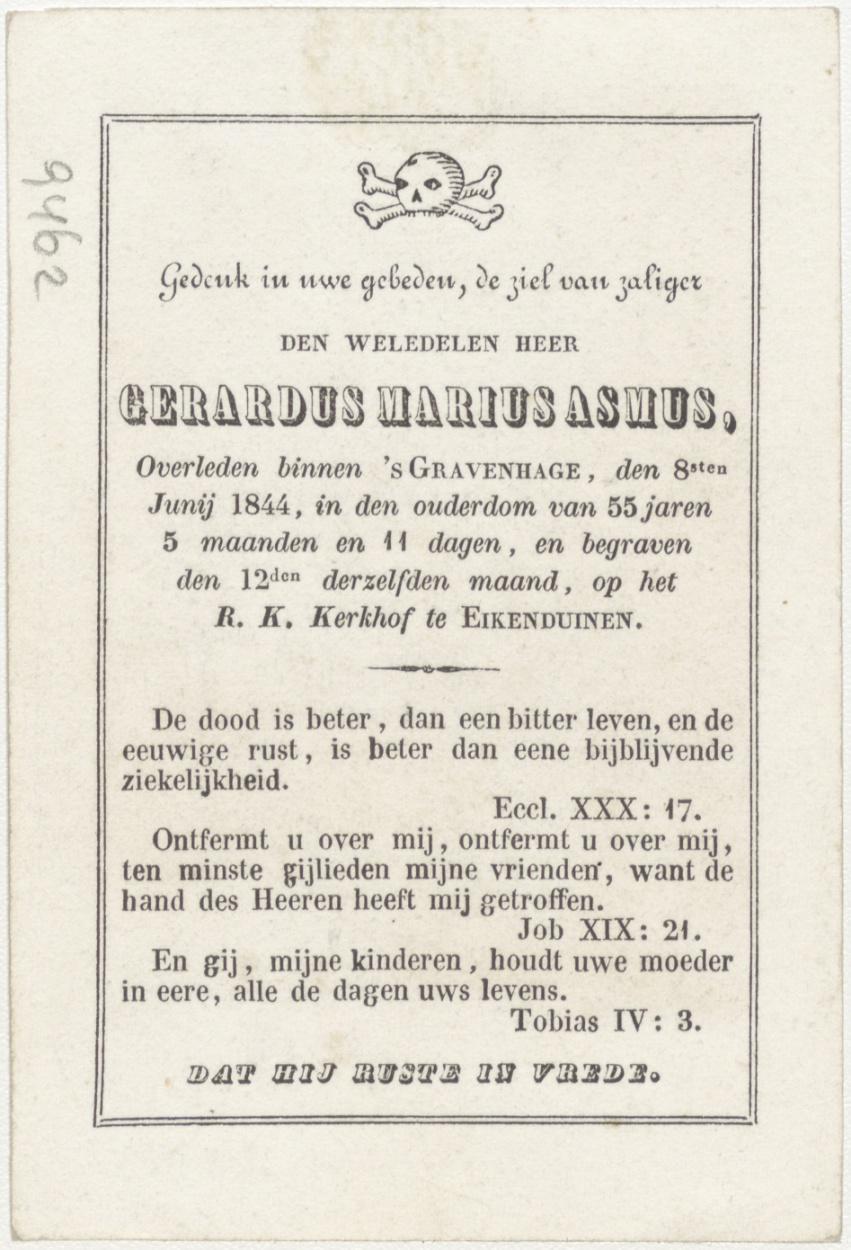 9462
Gedenk in uwe gebeden, de ziel van zaliger
DEN WELEDELEN HEER
GERARDUS MARIUS ASMUS,
Overleden binnen 's GRAVENHAGE, den 8sten
Junij 1844, in den ouderdom van 55 jaren
5 maanden en 11 dagen, en begraven
den 12den derzelfden maand, op het
R. K. Kerkhof te EIKENDUINEN.
De dood is beter, dan een bitter leven, en de
eeuwige rust, is beter dan eene bijblijvende
ziekelijkheid.
Eccl. XXX: 17.
Ontfermt u over mij, ontfermt u over mij,
ten minste gijlieden mijne vrienden, want de
hand des Heeren heeft mij getroffen.
Job XIX: 21.
En gij, mijne kinderen, houdt uwe moeder
in eere, alle de dagen uws levens.
Tobias IV: 3.
DAT HIJ RUSTE IN VREDE.